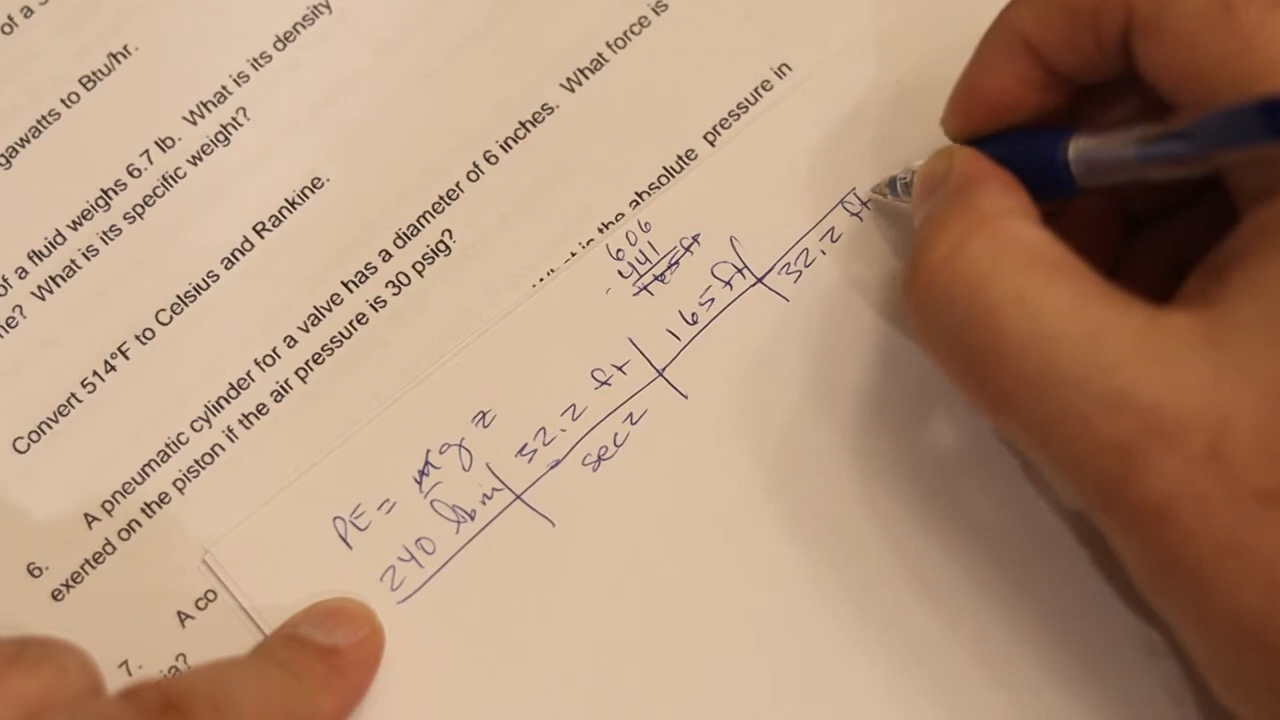 of a
gawatts to Btu/hr.
of a fluid weighs 6.7 lb. What is its density
ne? What is its specific weight?
Convert 514°F to Celsius and Rankine.
6. A pneumatic cylinder for a valve has a diameter of 6 inches. What force is
exerted on the piston if the air pressure is 30 psig?
7. A co
the absolute pressure in
ia?
606
441
165 ft
PE = mgz
240 lbm 32.2 ft 165 ft 32.2 ft
sec2